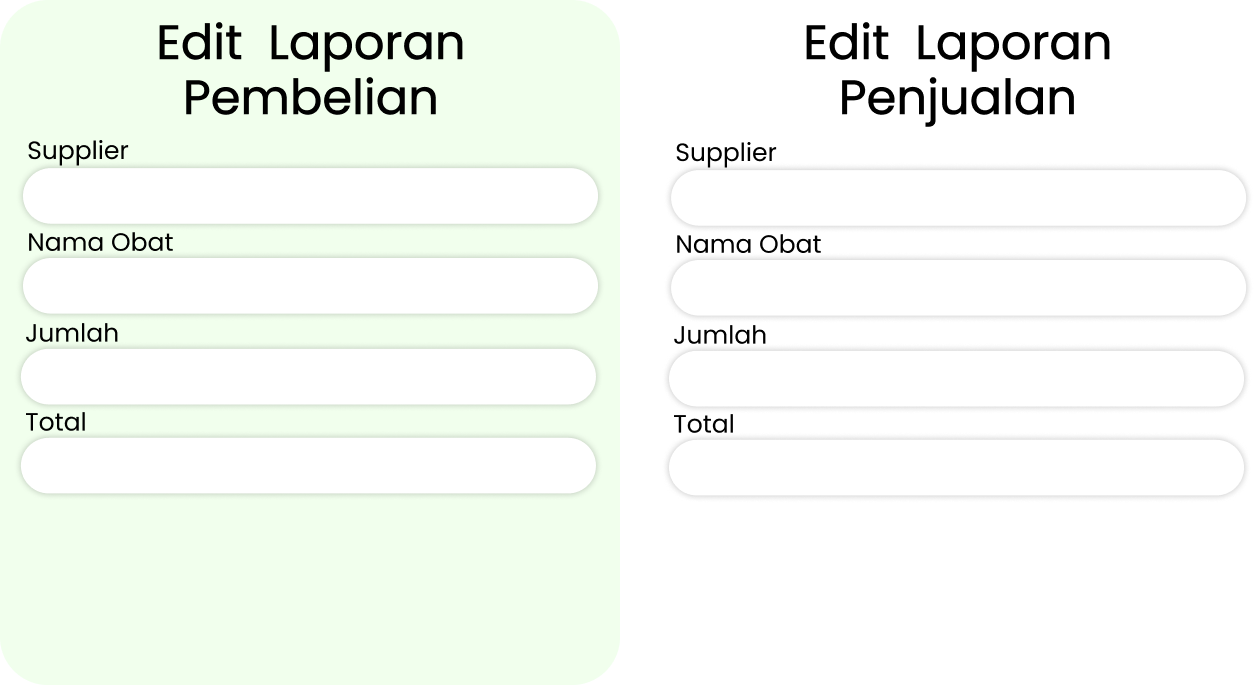 Edit Laporan
Pembelian
Supplier
Nama Obat
Jumlah
Total
Edit Laporan
Penjualan
Supplier
Nama Obat
Jumlah
Total